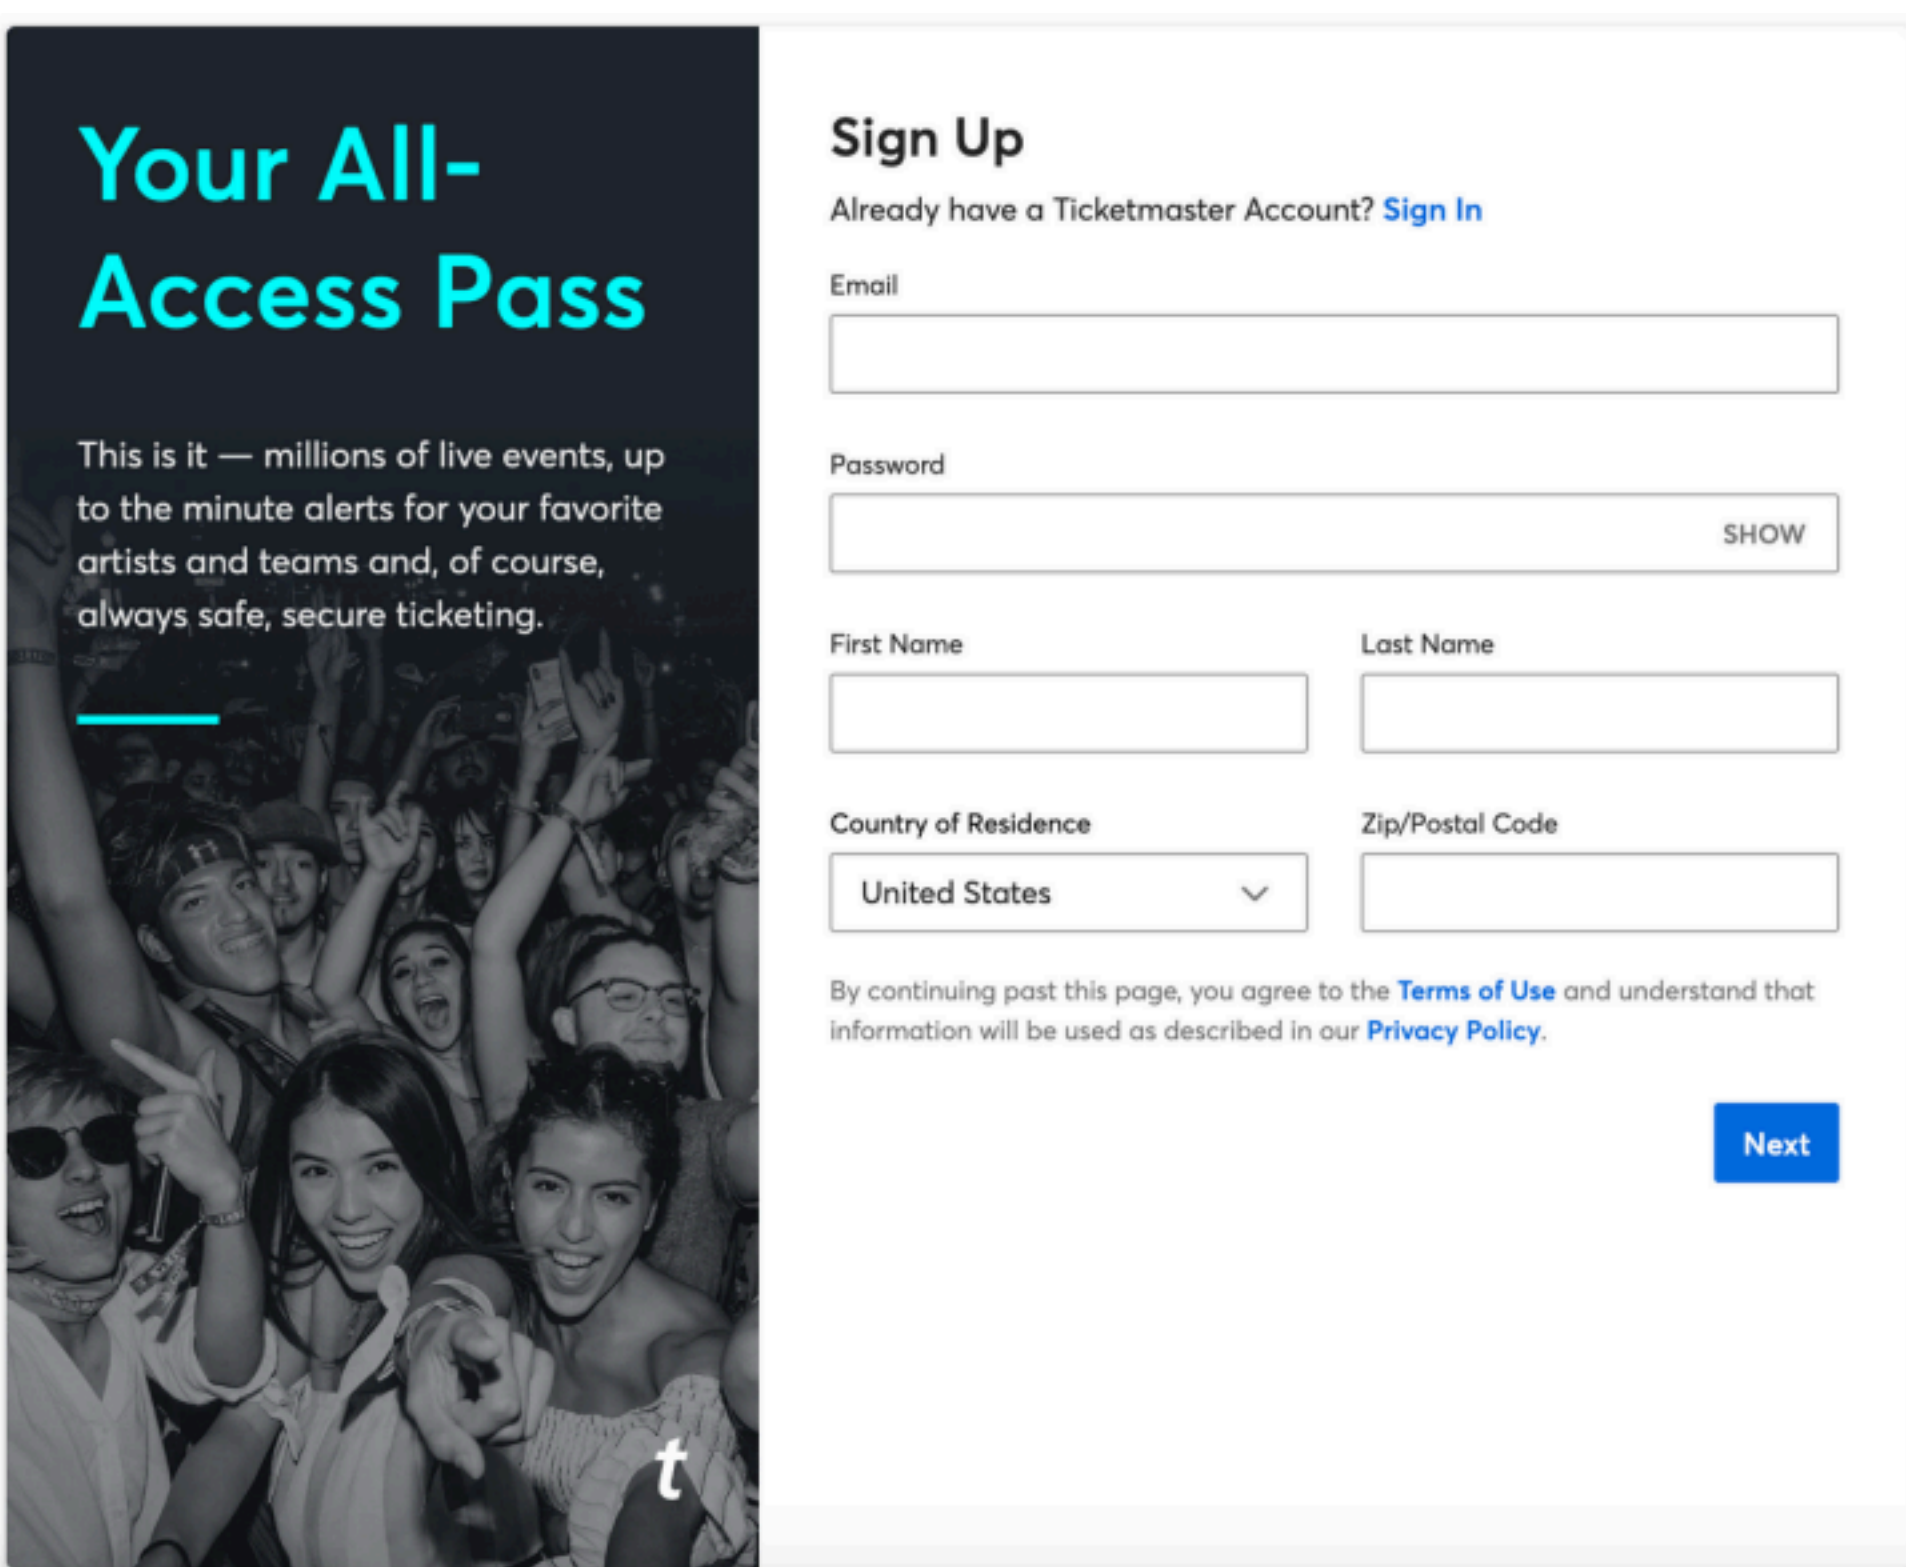 Your All-
Access Pass
This is it — millions of live events, up
to the minute alerts for your favorite
artists and teams and, of course,
always safe, secure ticketing.
t
Sign Up
Already have a Ticketmaster Account? Sign In
Email
Password
SHOW
First Name
Last Name
Country of Residence
Zip/Postal Code
United States
By continuing past this page, you agree to the Terms of Use and understand that
information will be used as described in our Privacy Policy.
Next